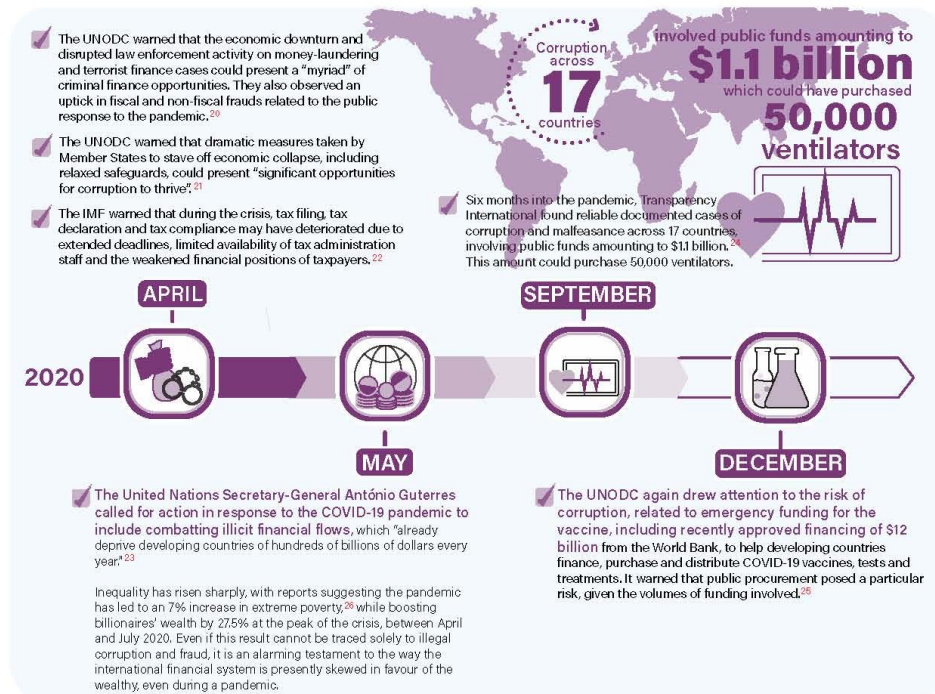 The UNODC warned that the economic downturn and
disrupted law enforcement activity on money-laundering
and terrorist finance cases could present a “myriad” of
criminal finance opportunities. They also observed an
uptick in fiscal and non-fiscal frauds related to the public
response to the pandemic.20
The UNODC warned that dramatic measures taken by
Member States to stave off economic collapse, including
relaxed safeguards, could present “significant opportunities
for corruption to thrive”.21
The IMF warned that during the crisis, tax filing, tax
declaration and tax compliance may have deteriorated due to
extended deadlines, limited availability of tax administration
staff and the weakened financial positions of taxpayers.22
Corruption
across
17
countries
involved public funds amounting to
$1.1 billion
which could have purchased
50,000
ventilators
Six months into the pandemic, Transparency
International found reliable documented cases of
corruption and malfeasance across 17 countries,
involving public funds amounting to $1.1 billion.24
This amount could purchase 50,000 ventilators.
APRIL
SEPTEMBER
2020
MAY
DECEMBER
The United Nations Secretary-General António Guterres
called for action in response to the COVID-19 pandemic to
include combatting illicit financial flows, which “already
deprive developing countries of hundreds of billions of dollars every
year.”23
Inequality has risen sharply, with reports suggesting the pandemic
has led to an 7% increase in extreme poverty,26 while boosting
billionaires’ wealth by 27.5% at the peak of the crisis, between April
and July 2020. Even if this result cannot be traced solely to illegal
corruption and fraud, it is an alarming testament to the way the
international financial system is presently skewed in favour of the
wealthy, even during a pandemic.
The UNODC again drew attention to the risk of
corruption, related to emergency funding for the
vaccine, including recently approved financing of $12
billion from the World Bank, to help developing countries
finance, purchase and distribute COVID-19 vaccines, tests and
treatments. It warned that public procurement posed a particular
risk, given the volumes of funding involved.25